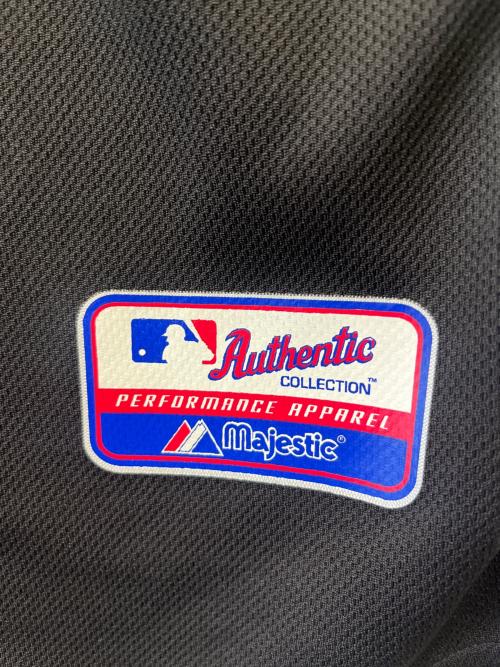 Authentic
COLLECTION™
PERFORMANCE APPAREL
Majestic®